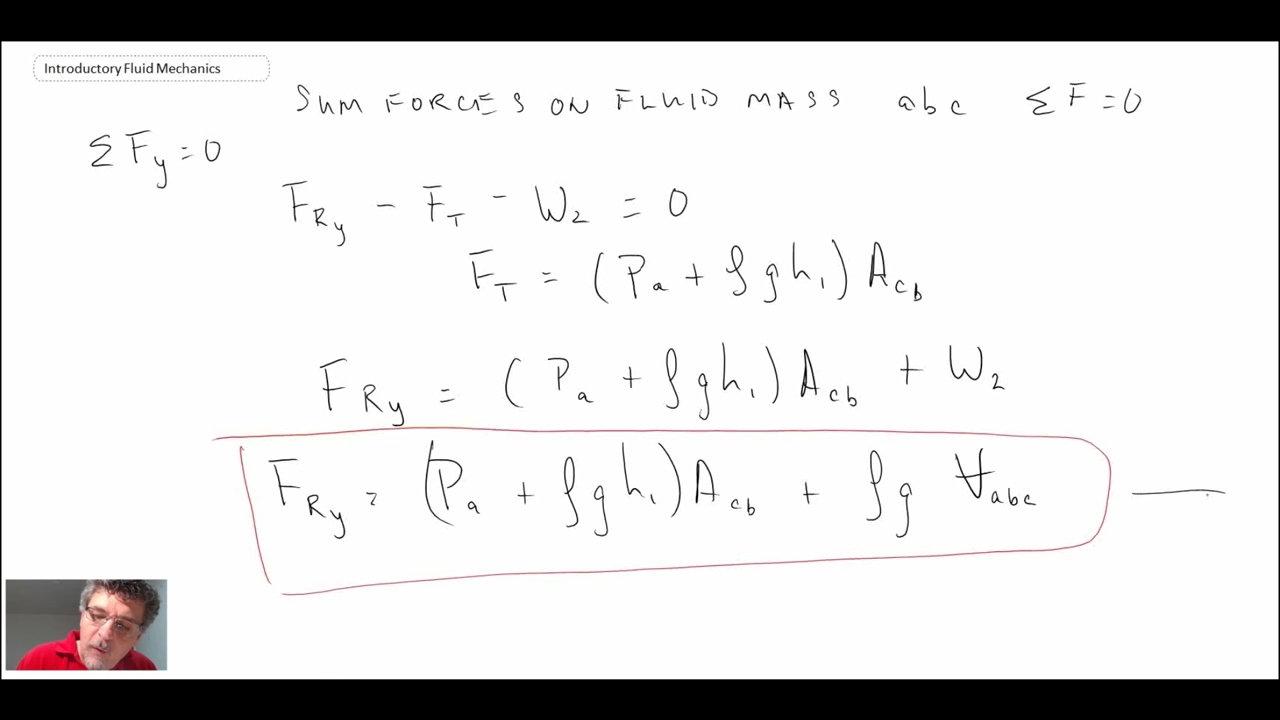 Introductory Fluid Mechanics
SUM FORCES ON FLUID MASS abc ΣF = 0
ΣFy = 0
FRy - FT - W2 = 0
FT = (Pa + ρgh1) Acb
FRy = (Pa + ρgh1) Acb + W2
FRy = (Pa + ρgh1) Acb + ρg ∀abc